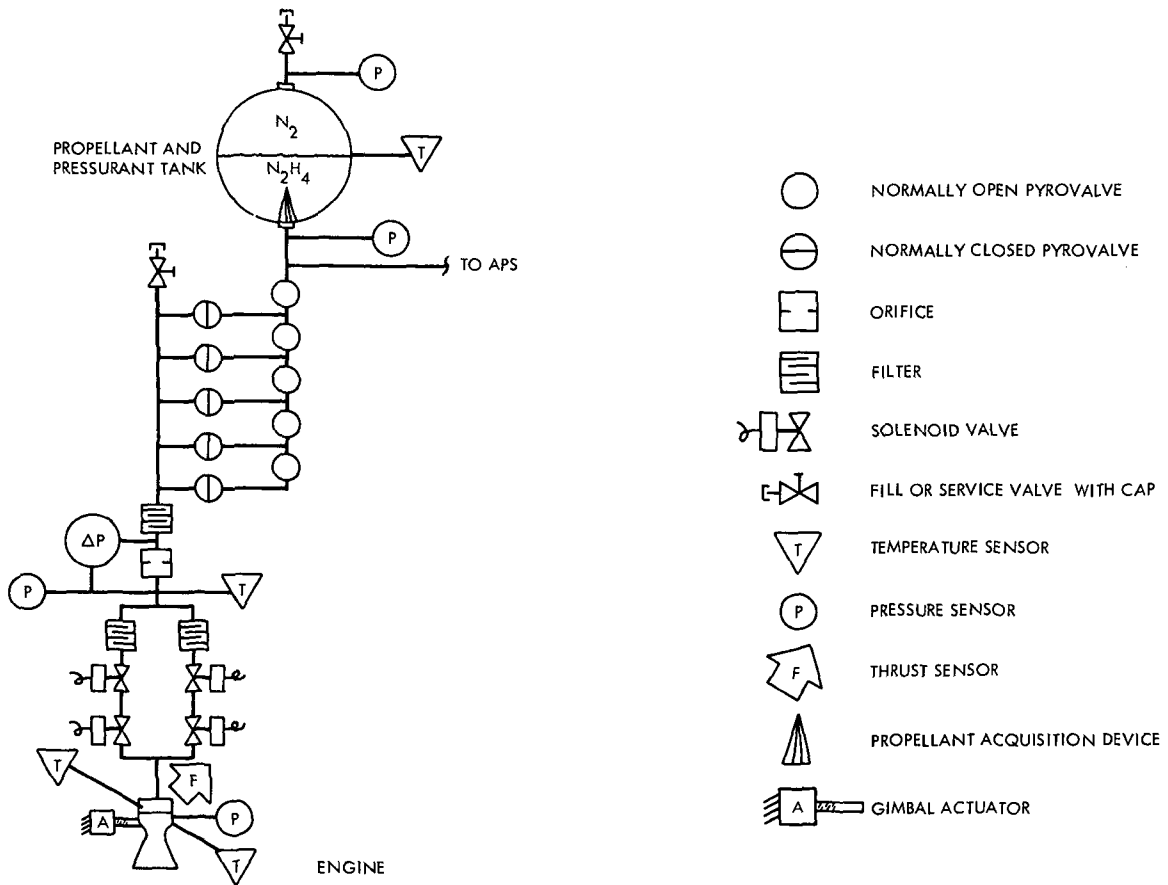 P
N2
PROPELLANT AND
PRESSURANT TANK
T
N2H4
P
TO APS
ΔP
P
T
T
F
A
P
T
ENGINE
NORMALLY OPEN PYROVALVE
NORMALLY CLOSED PYROVALVE
ORIFICE
FILTER
SOLENOID VALVE
FILL OR SERVICE VALVE WITH CAP
T
TEMPERATURE SENSOR
P
PRESSURE SENSOR
F
THRUST SENSOR
PROPELLANT ACQUISITION DEVICE
A
GIMBAL ACTUATOR